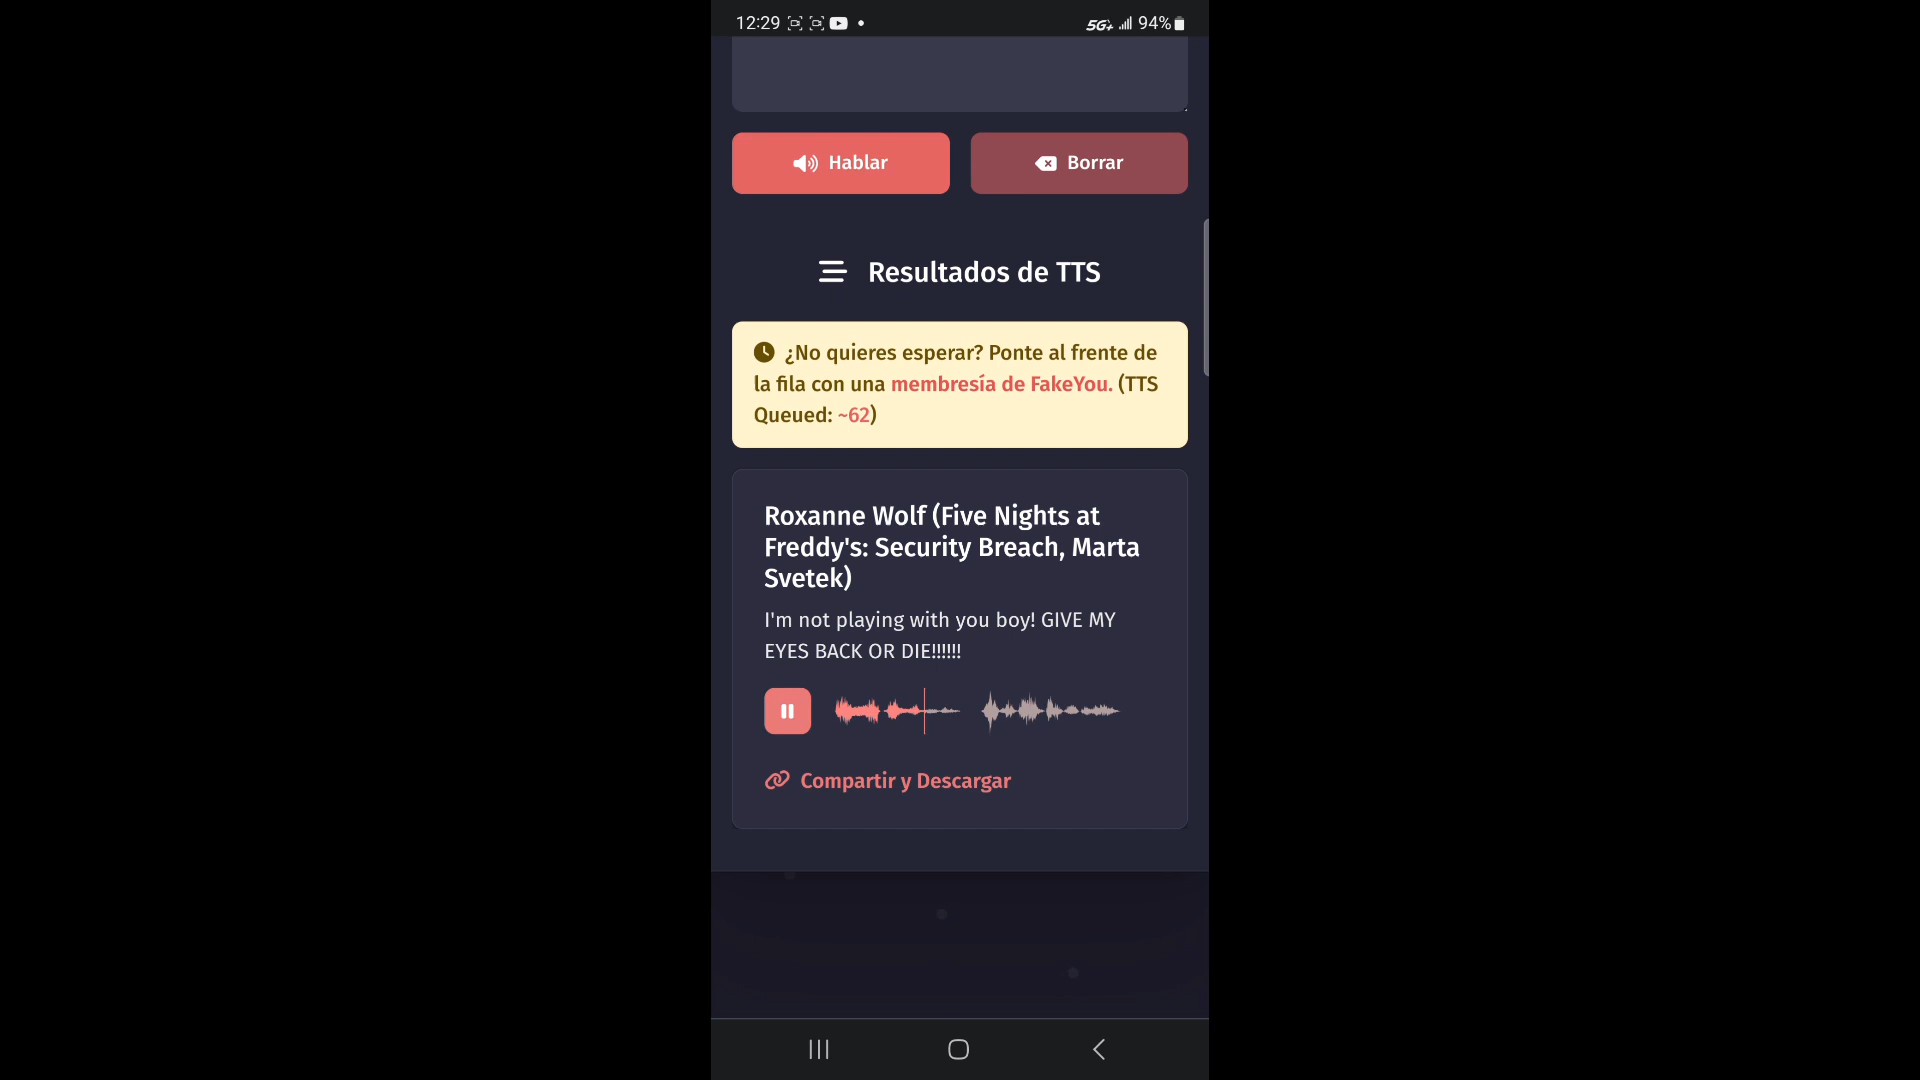 12:29
5G+ 94%
Hablar
Borrar
Resultados de TTS
¿No quieres esperar? Ponte al frente de
la fila con una membresía de FakeYou. (TTS
Queued: ~62)
Roxanne Wolf (Five Nights at
Freddy's: Security Breach, Marta
Svetek)
I'm not playing with you boy! GIVE MY
EYES BACK OR DIE!!!!!!
Compartir y Descargar